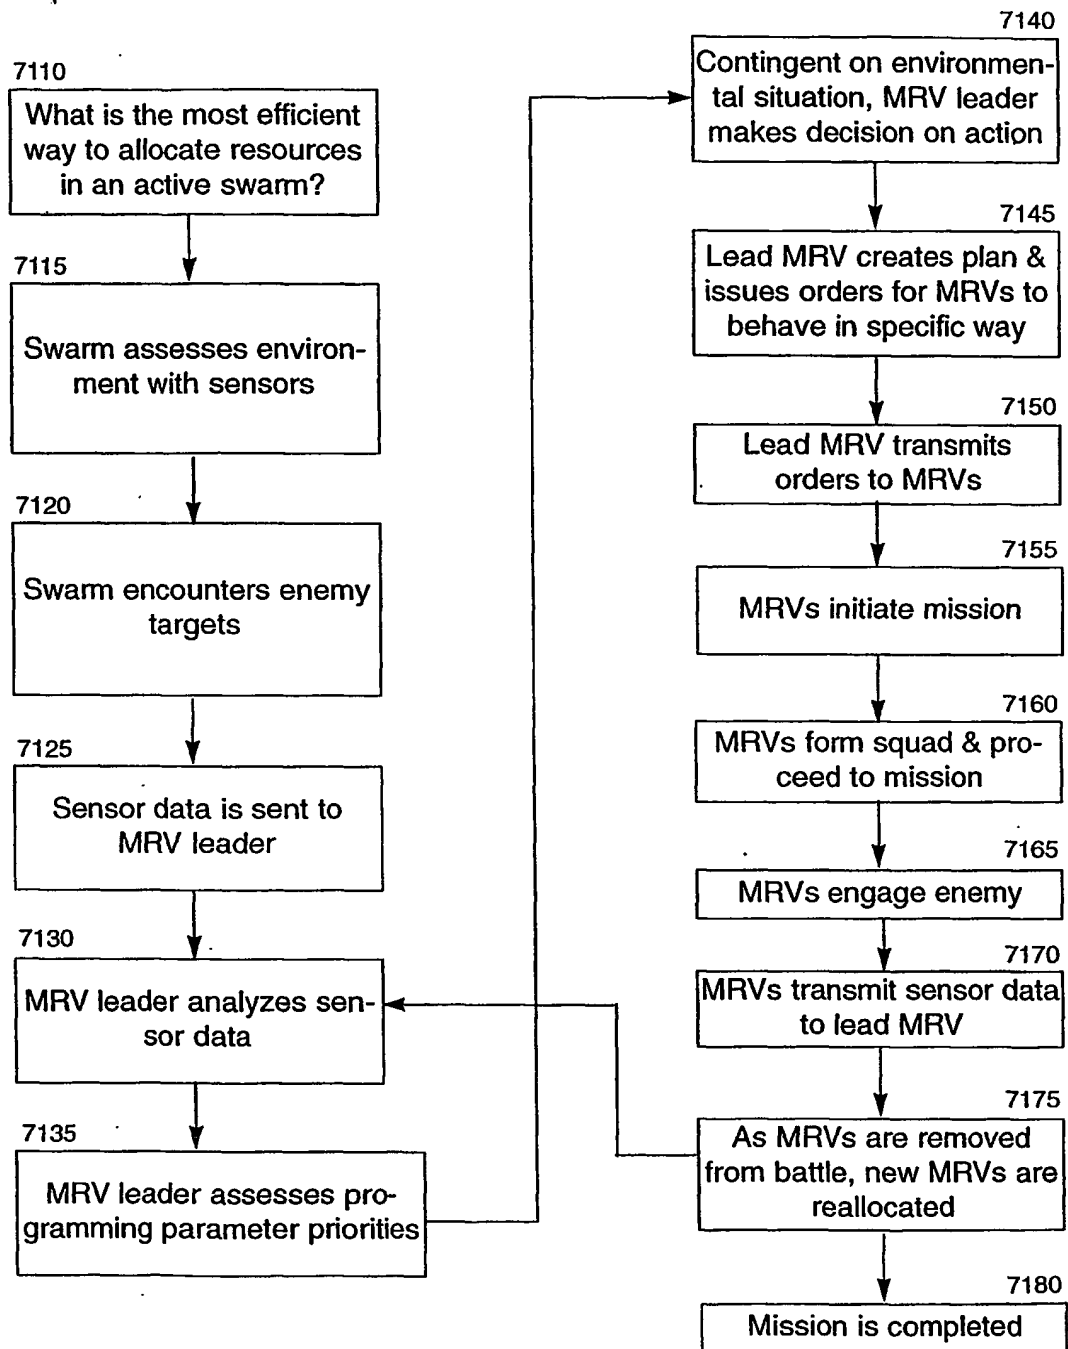 7110
What is the most efficient
way to allocate resources
in an active swarm?
7115
Swarm assesses environ-
ment with sensors
7120
Swarm encounters enemy
targets
7125
Sensor data is sent to
MRV leader
7130
MRV leader analyzes sen-
sor data
7135
MRV leader assesses pro-
gramming parameter priorities
7140
Contingent on environmen-
tal situation, MRV leader
makes decision on action
7145
Lead MRV creates plan &
issues orders for MRVs to
behave in specific way
7150
Lead MRV transmits
orders to MRVs
7155
MRVs initiate mission
7160
MRVs form squad & pro-
ceed to mission
7165
MRVs engage enemy
7170
MRVs transmit sensor data
to lead MRV
7175
As MRVs are removed
from battle, new MRVs are
reallocated
7180
Mission is completed